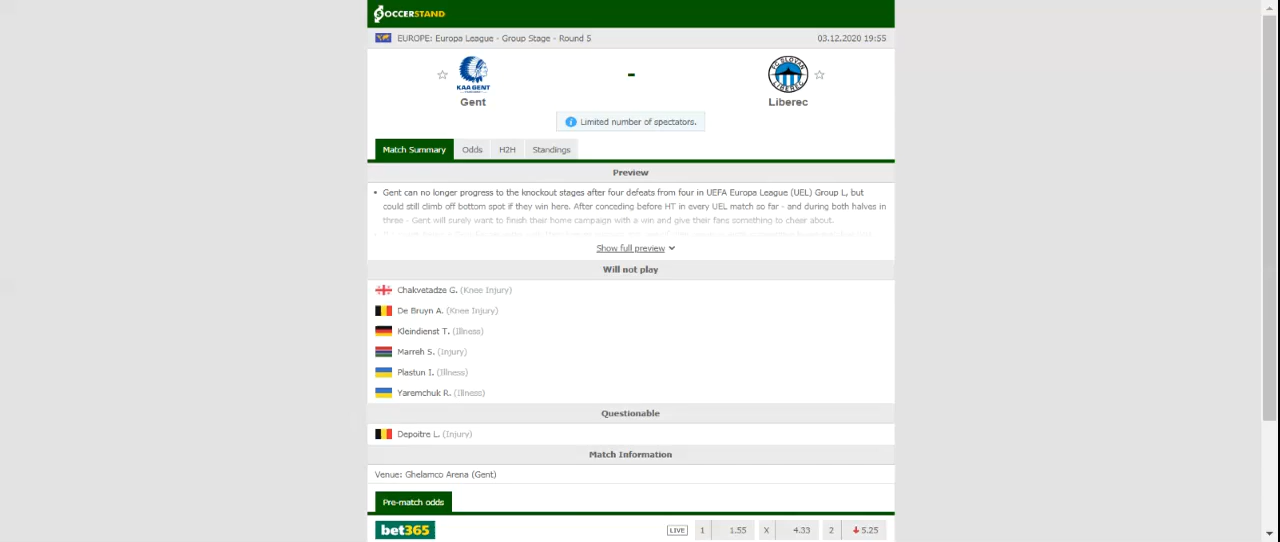 SOCCERSTAND
EUROPE: Europa League - Group Stage - Round 5
03.12.2020 19:55
KAA GENT
FC SLOVAN LIBEREC
-
Gent
Liberec
Limited number of spectators.
Match Summary Odds H2H Standings
Preview
• Gent can no longer progress to the knockout stages after four defeats from four in UEFA Europa League (UEL) Group L, but
could still climb off bottom spot if they win here. After conceding before HT in every UEL match so far - and during both halves in
three - Gent will surely want to finish their home campaign with a win and give their fans something to cheer about.
Show full preview
Will not play
Chakvetadze G. (Knee Injury)
De Bruyn A. (Knee Injury)
Kleindienst T. (Illness)
Marreh S. (Injury)
Plastun I. (Illness)
Yaremchuk R. (Illness)
Questionable
Depoitre L. (Injury)
Match Information
Venue: Ghelamco Arena (Gent)
Pre-match odds
bet365 LIVE 1 1.55 X 4.33 2 5.25